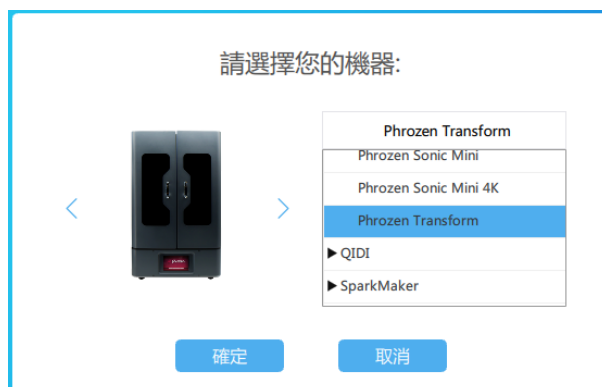 請選擇您的機器:
Phrozen Transform
Phrozen Sonic Mini
Phrozen Sonic Mini 4K
Phrozen Transform
▶ QIDI
▶ SparkMaker
確定
取消